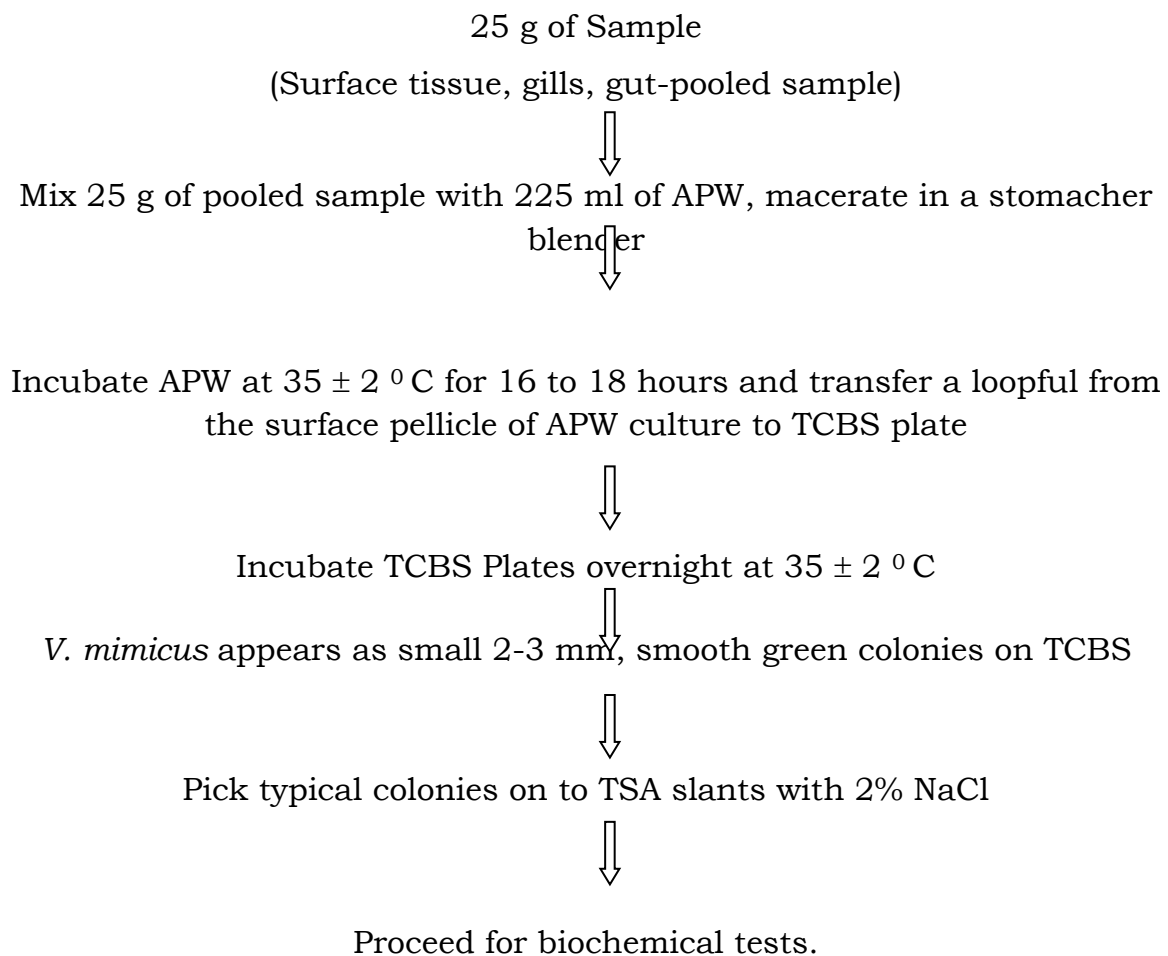 25 g of Sample
(Surface tissue, gills, gut-pooled sample)
Mix 25 g of pooled sample with 225 ml of APW, macerate in a stomacher
blender
Incubate APW at 35 ± 2 ⁰ C for 16 to 18 hours and transfer a loopful from
the surface pellicle of APW culture to TCBS plate
Incubate TCBS Plates overnight at 35 ± 2 ⁰ C
V. mimicus appears as small 2-3 mm, smooth green colonies on TCBS
Pick typical colonies on to TSA slants with 2% NaCl
Proceed for biochemical tests.